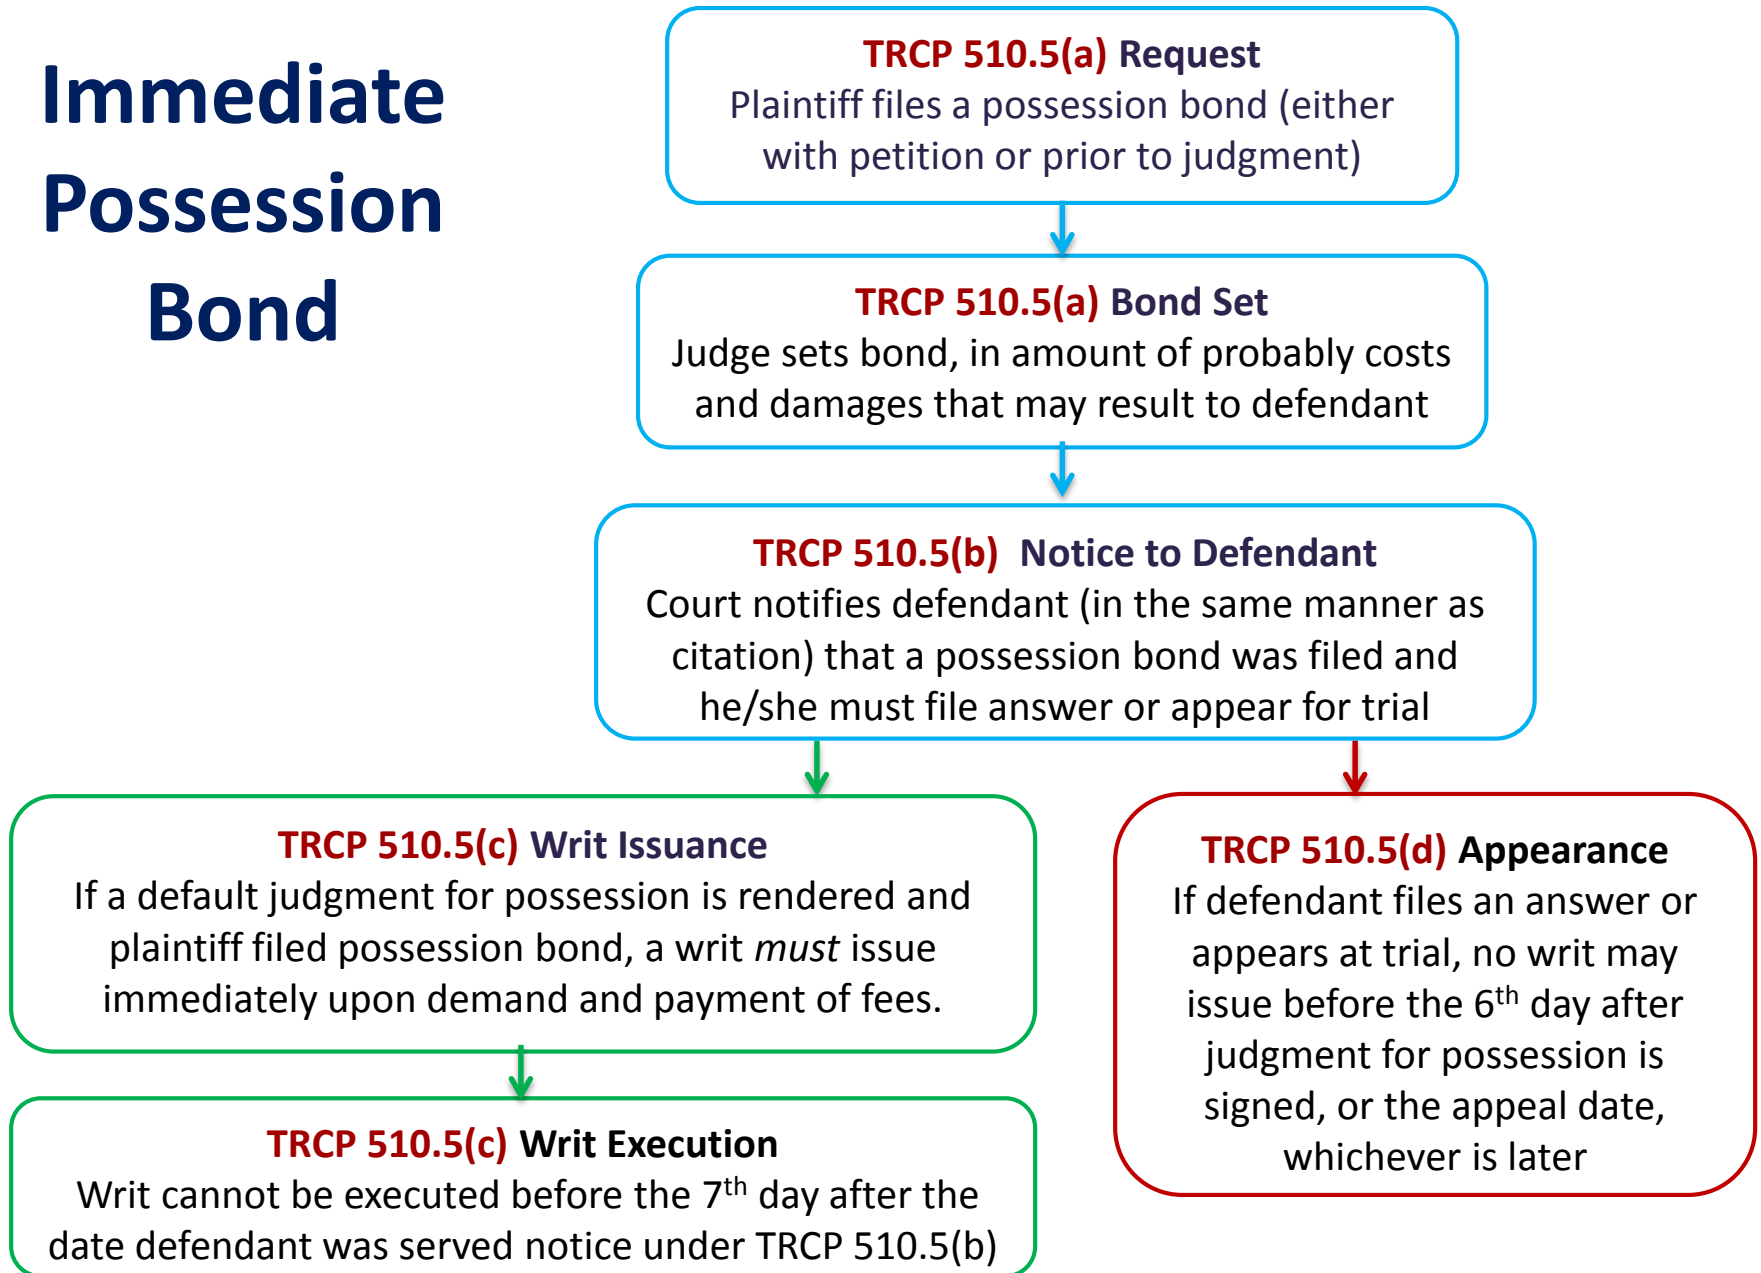 Immediate
Possession
Bond
TRCP 510.5(a) Request
Plaintiff files a possession bond (either
with petition or prior to judgment)
TRCP 510.5(a) Bond Set
Judge sets bond, in amount of probably costs
and damages that may result to defendant
TRCP 510.5(b) Notice to Defendant
Court notifies defendant (in the same manner as
citation) that a possession bond was filed and
he/she must file answer or appear for trial
TRCP 510.5(c) Writ Issuance
If a default judgment for possession is rendered and
plaintiff filed possession bond, a writ must issue
immediately upon demand and payment of fees.
TRCP 510.5(c) Writ Execution
Writ cannot be executed before the 7th day after the
date defendant was served notice under TRCP 510.5(b)
TRCP 510.5(d) Appearance
If defendant files an answer or
appears at trial, no writ may
issue before the 6th day after
judgment for possession is
signed, or the appeal date,
whichever is later